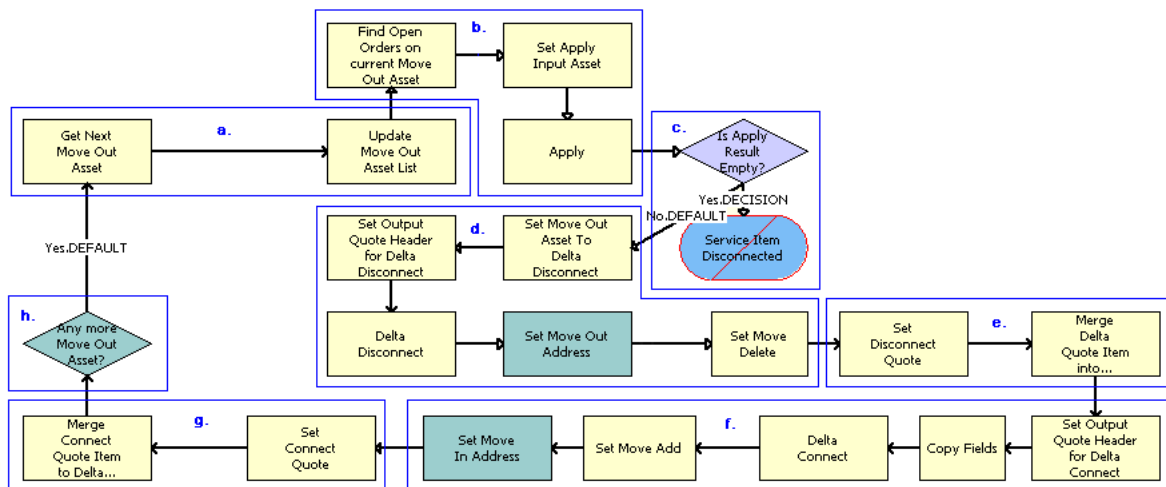 b.
Find Open
Orders on
current Move
Out Asset
Set Apply
Input Asset
a.
Get Next
Move Out
Asset
Update
Move Out
Asset List
Apply
c.
Is Apply
Result
Empty?
Yes.DECISION
No.DEFAULT
Service Item
Disconnected
d.
Set Output
Quote Header
for Delta
Disconnect
Set Move Out
Asset To
Delta
Disconnect
Yes.DEFAULT
h.
Any more
Move Out
Asset?
Delta
Disconnect
Set Move Out
Address
Set Move
Delete
e.
Set
Disconnect
Quote
Merge
Delta
Quote Item
into...
g.
Merge
Connect
Quote Item
to Delta...
Set
Connect
Quote
f.
Set Move
In Address
Set Move Add
Delta
Connect
Copy Fields
Set Output
Quote Header
for Delta
Connect